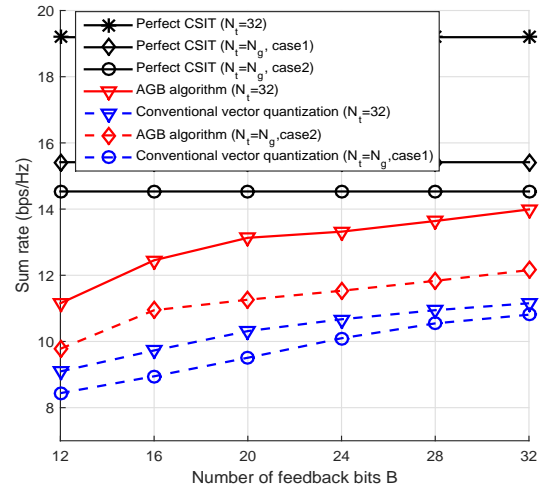 20
18
16
14
12
10
8
Sum rate (bps/Hz)
Perfect CSIT (N_t=32)
Perfect CSIT (N_t=N_g, case1)
Perfect CSIT (N_t=N_g, case2)
AGB algorithm (N_t=32)
Conventional vector quantization (N_t=32)
AGB algorithm (N_t=N_g,case2)
Conventional vector quantization (N_t=N_g,case1)
12 16 20 24 28 32
Number of feedback bits B